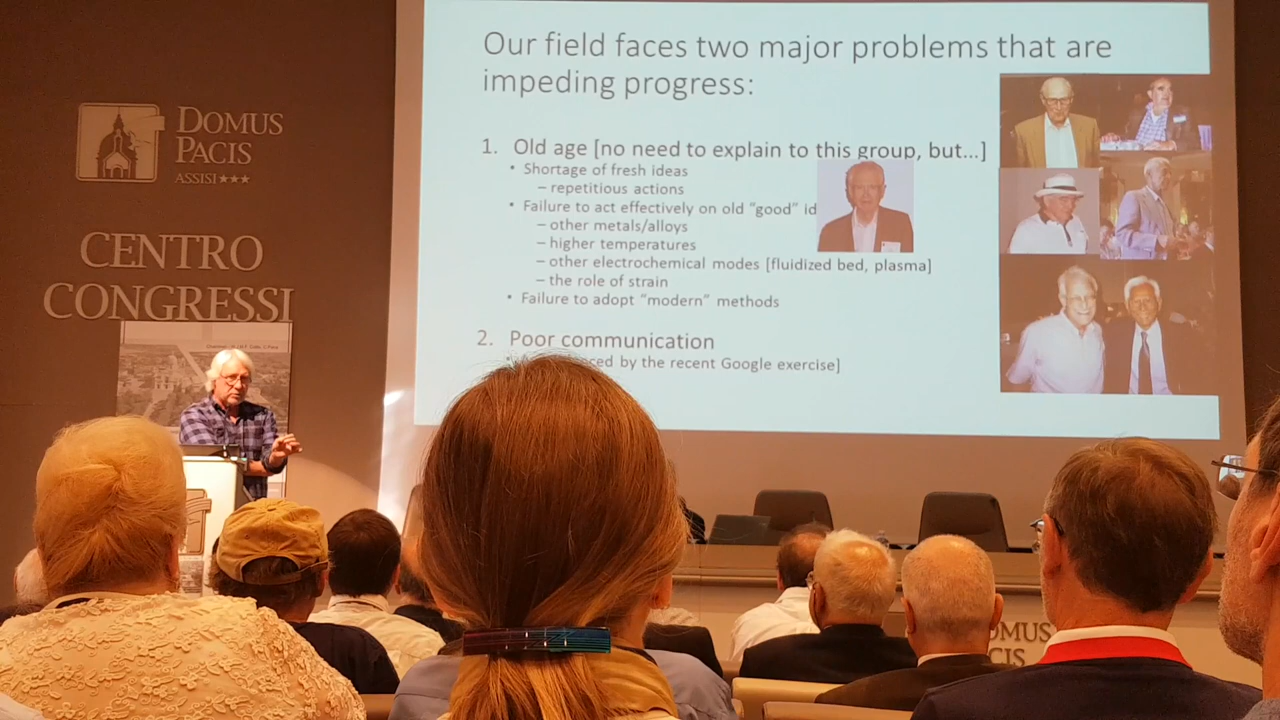 DOMUS
PACIS
ASSISI★★★
CENTRO
CONGRESSI
Our field faces two major problems that are
impeding progress:
1. Old age [no need to explain to this group, but...]
• Shortage of fresh ideas
– repetitious actions
• Failure to act effectively on old "good" id
– other metals/alloys
– higher temperatures
– other electrochemical modes [fluidized bed, plasma]
– the role of strain
• Failure to adopt "modern" methods
2. Poor communication
by the recent Google exercise]
OMUS
CIS